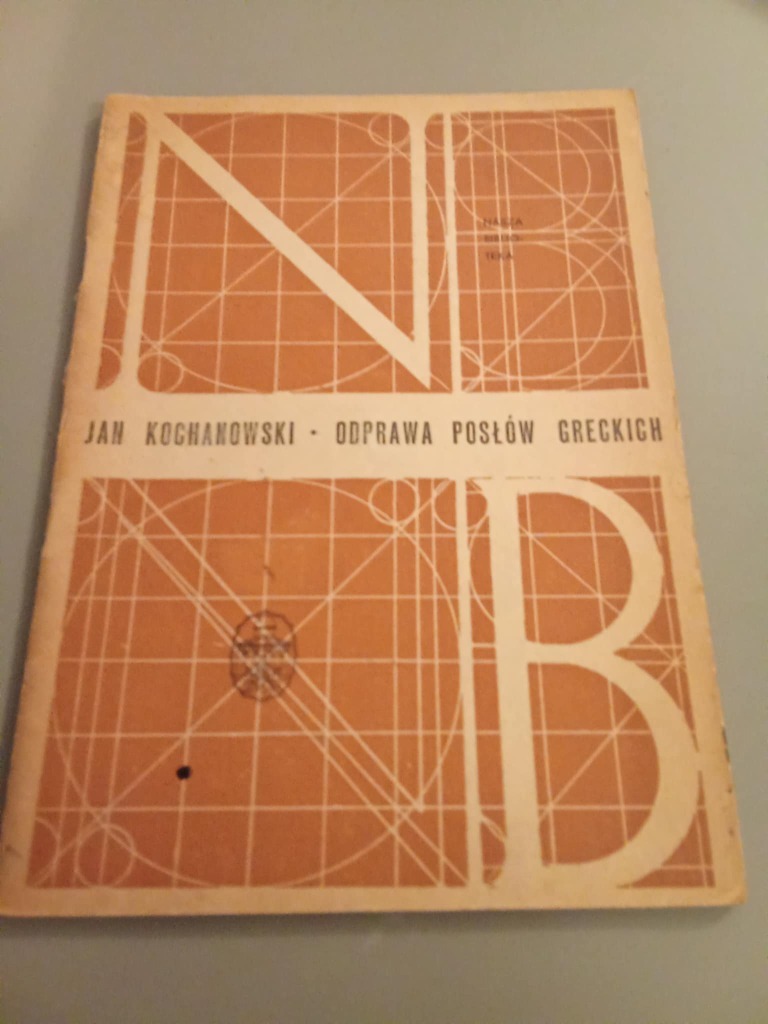 N
NASZA
BIBLIO-
TEKA
JAN KOCHANOWSKI · ODPRAWA POSŁÓW GRECKICH
B